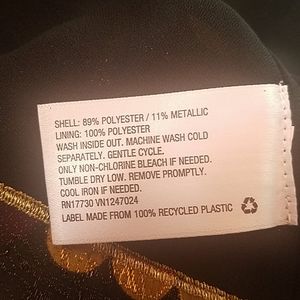 SHELL: 89% POLYESTER / 11% METALLIC
LINING: 100% POLYESTER
WASH INSIDE OUT. MACHINE WASH COLD
SEPARATELY. GENTLE CYCLE.
ONLY NON-CHLORINE BLEACH IF NEEDED.
TUMBLE DRY LOW. REMOVE PROMPTLY.
COOL IRON IF NEEDED.
RN17730 VN1247024
LABEL MADE FROM 100% RECYCLED PLASTIC